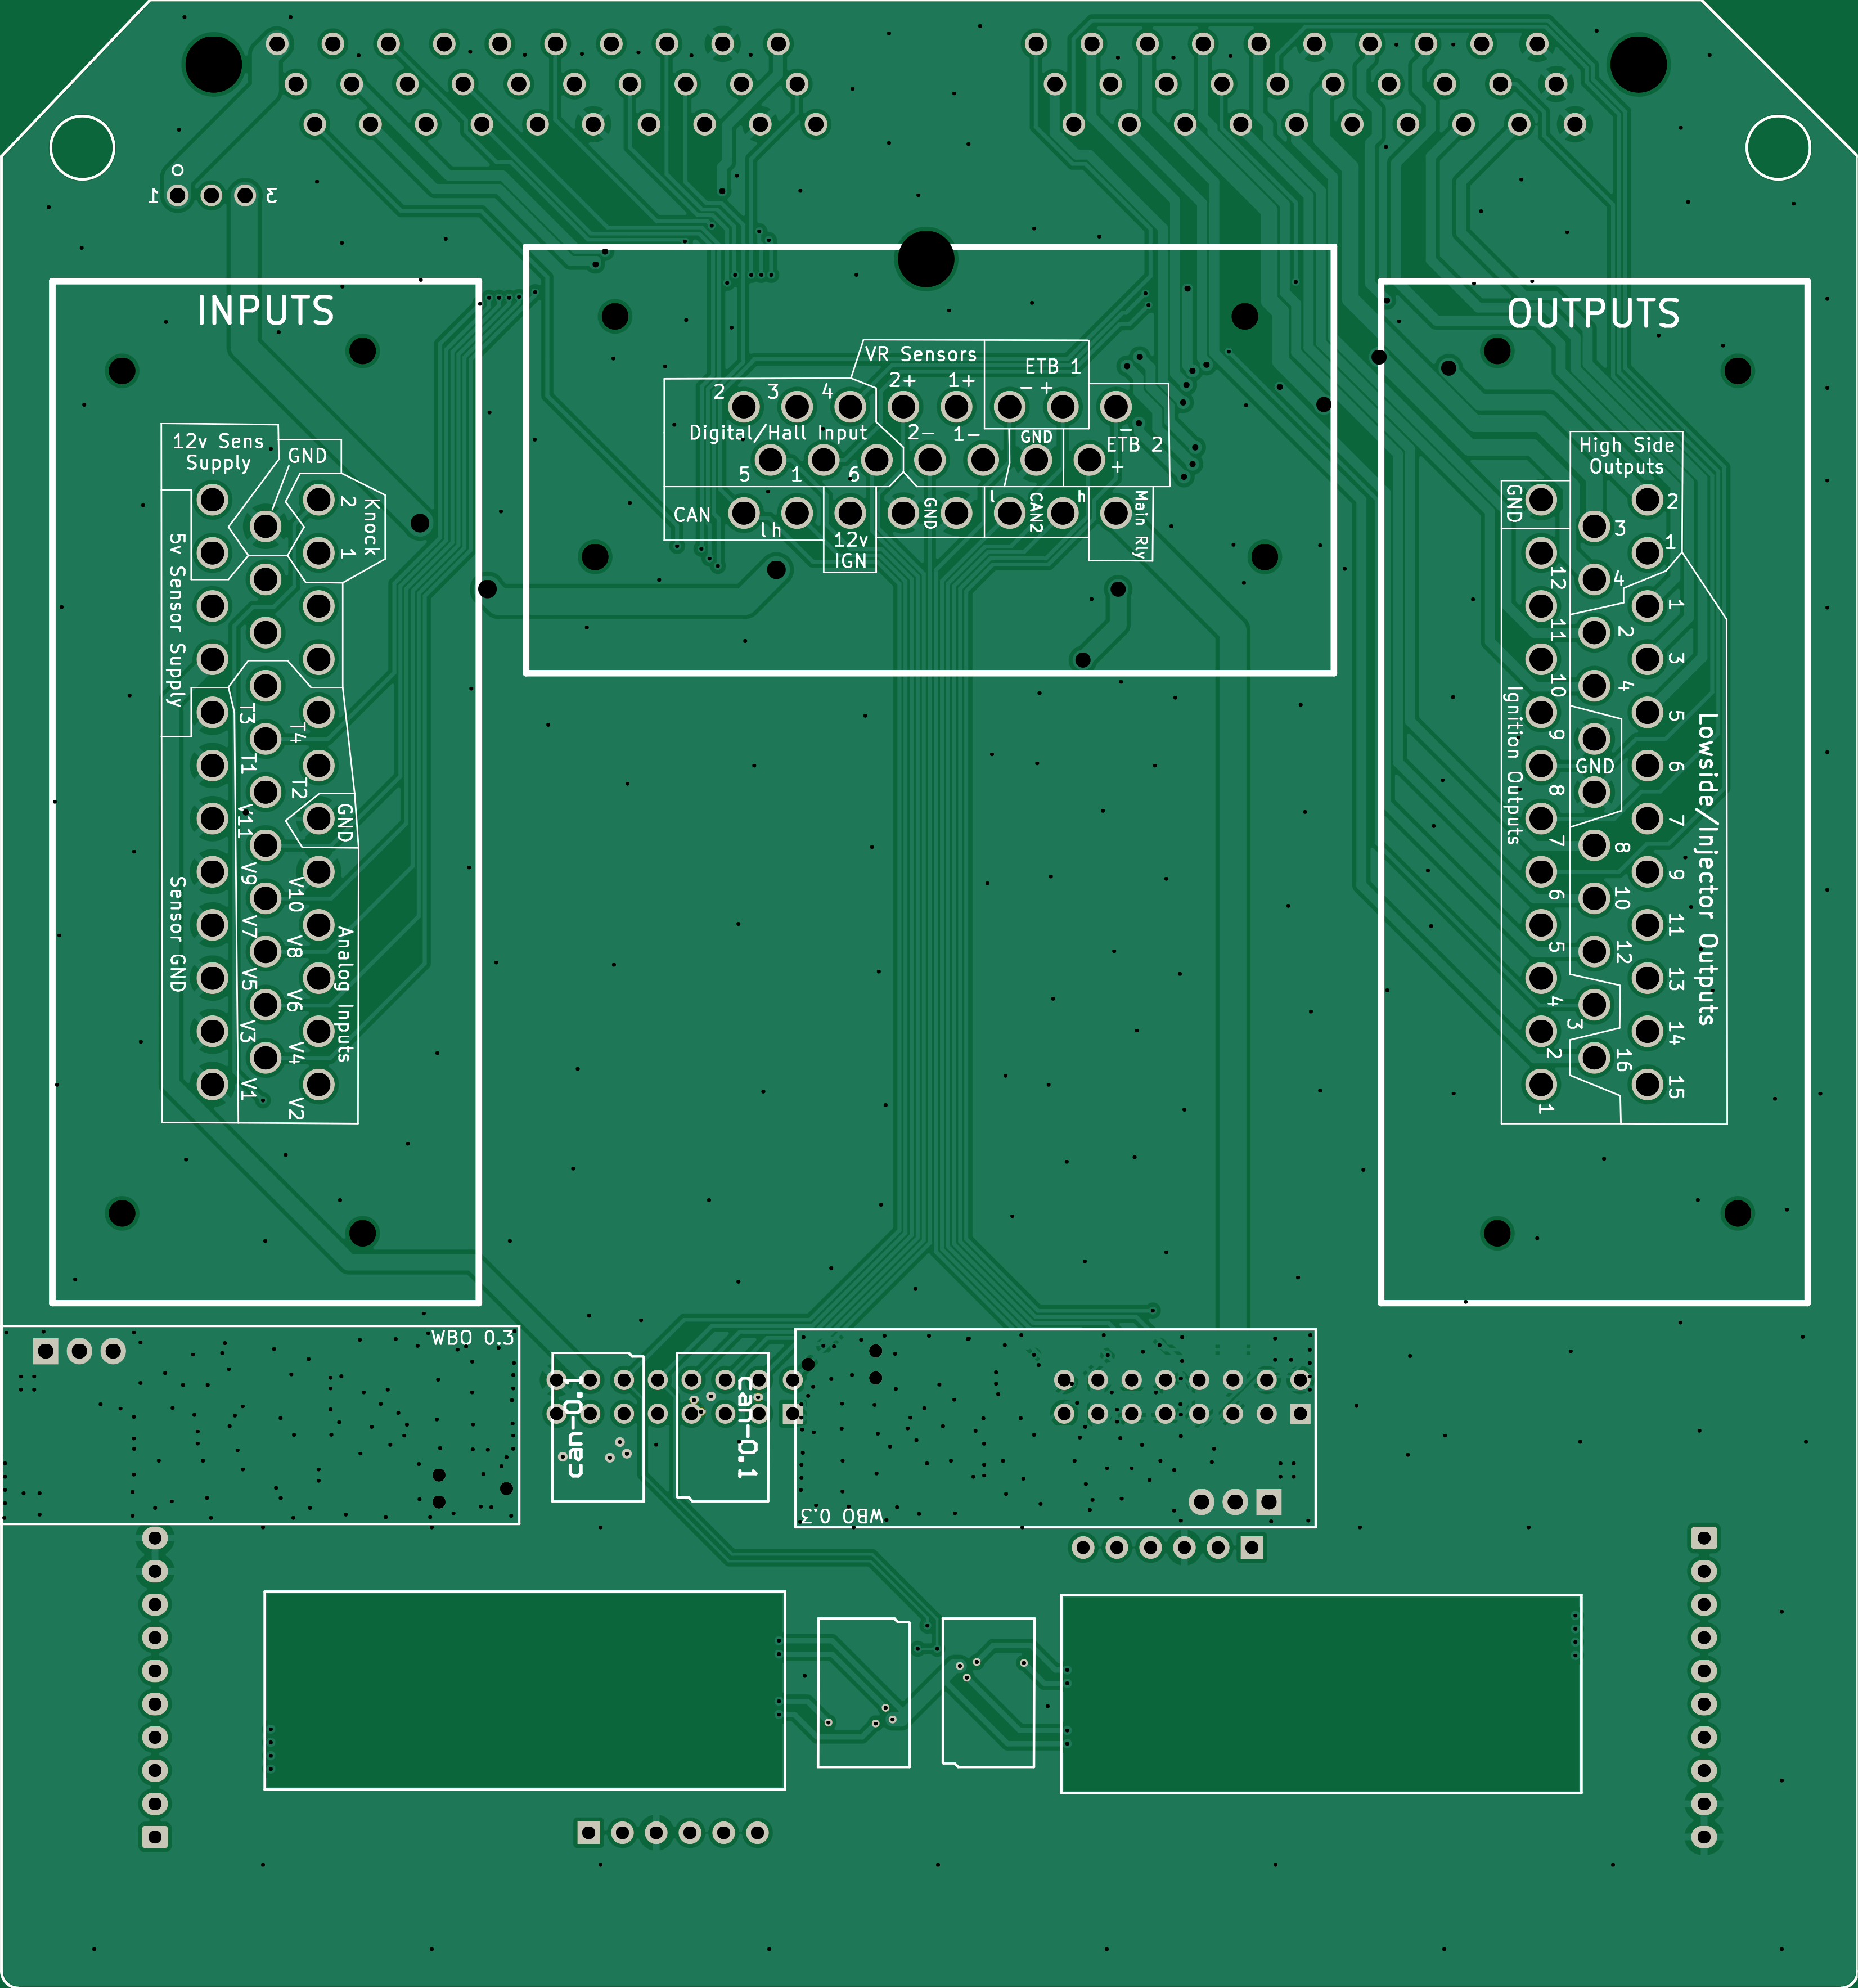 1
3
INPUTS
OUTPUTS
VR Sensors
ETB 1
2
3
4
2+
1+
- +
Digital/Hall Input
2-
1-
GND
-
ETB 2
+
5
1
6
CAN
l h
12v
IGN
GND
l
CAN2
h
Main Rly
12v Sens
Supply
GND
2
1
Knock
5v Sensor Supply
T3
T4
T1
T2
V11
GND
V9
V10
V7
V8
V5
V6
V3
V4
V1
V2
Sensor GND
Analog Inputs
High Side
Outputs
GND
2
3
1
4
12
11
10
9
8
7
6
5
4
3
2
1
Ignition Outputs
1
2
3
4
5
GND
6
7
8
9
10
11
12
13
14
16
15
Lowside/Injector Outputs
WBO 0.3
can-0.1
can-0.1
WBO 0.3